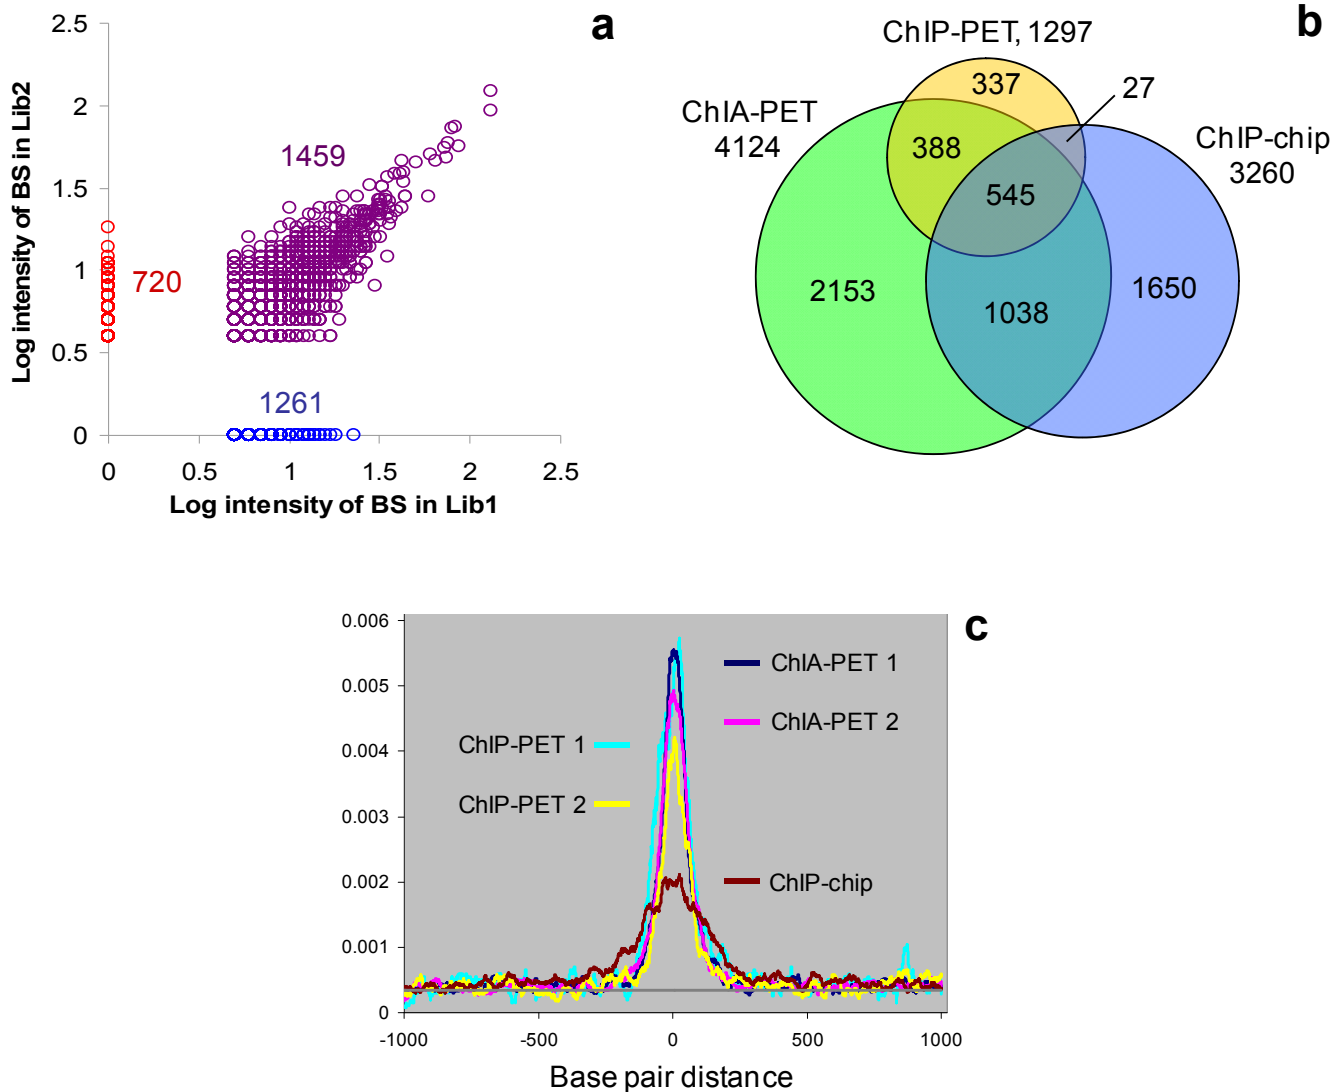 a
2.5
2
1.5
1
0.5
0
0
0.5
1
1.5
2
2.5
Log intensity of BS in Lib2
Log intensity of BS in Lib1
1459
720
1261
b
ChIP-PET, 1297
337
27
ChIA-PET
4124
ChIP-chip
3260
388
545
2153
1038
1650
c
0.006
0.005
0.004
0.003
0.002
0.001
0
ChIA-PET 1
ChIA-PET 2
ChIP-PET 1
ChIP-PET 2
ChIP-chip
-1000
-500
0
500
1000
Base pair distance